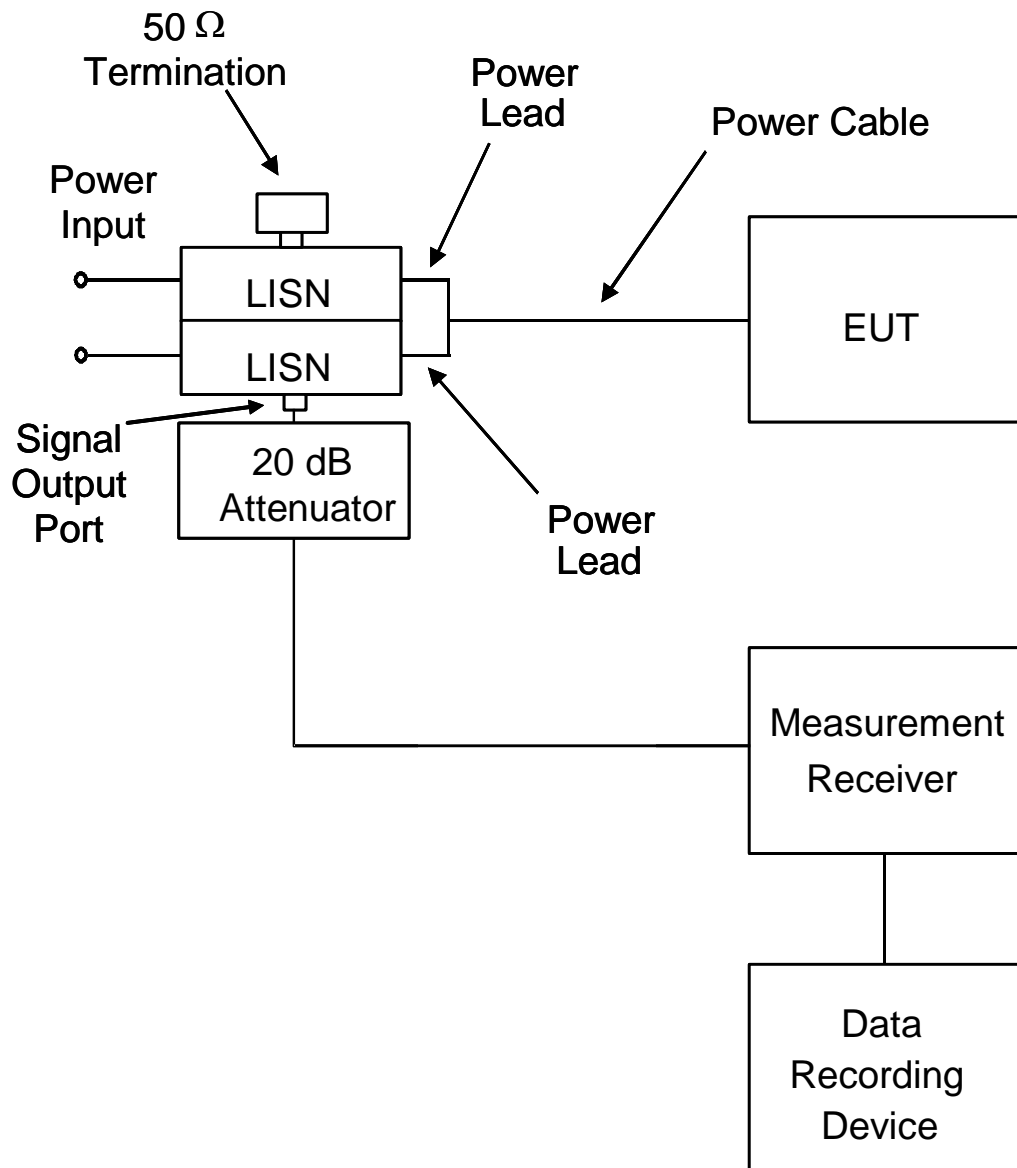 50 Ω
Termination
Power
Lead
Power Cable
Power
Input
LISN
LISN
EUT
Signal
Output
Port
20 dB
Attenuator
Power
Lead
Measurement
Receiver
Data
Recording
Device